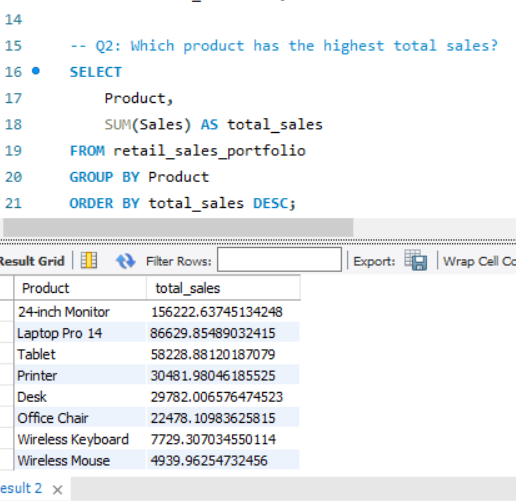 14
15 -- Q2: Which product has the highest total sales?
16 SELECT
17 Product,
18 SUM(Sales) AS total_sales
19 FROM retail_sales_portfolio
20 GROUP BY Product
21 ORDER BY total_sales DESC;
Result Grid Filter Rows: Export: Wrap Cell Co
Product total_sales
24-inch Monitor 156222.63745134248
Laptop Pro 14 86629.85489032415
Tablet 58228.88120187079
Printer 30481.98046185525
Desk 29782.006576474523
Office Chair 22478.10983625815
Wireless Keyboard 7729.307034550114
Wireless Mouse 4939.96254732456
esult 2 ×